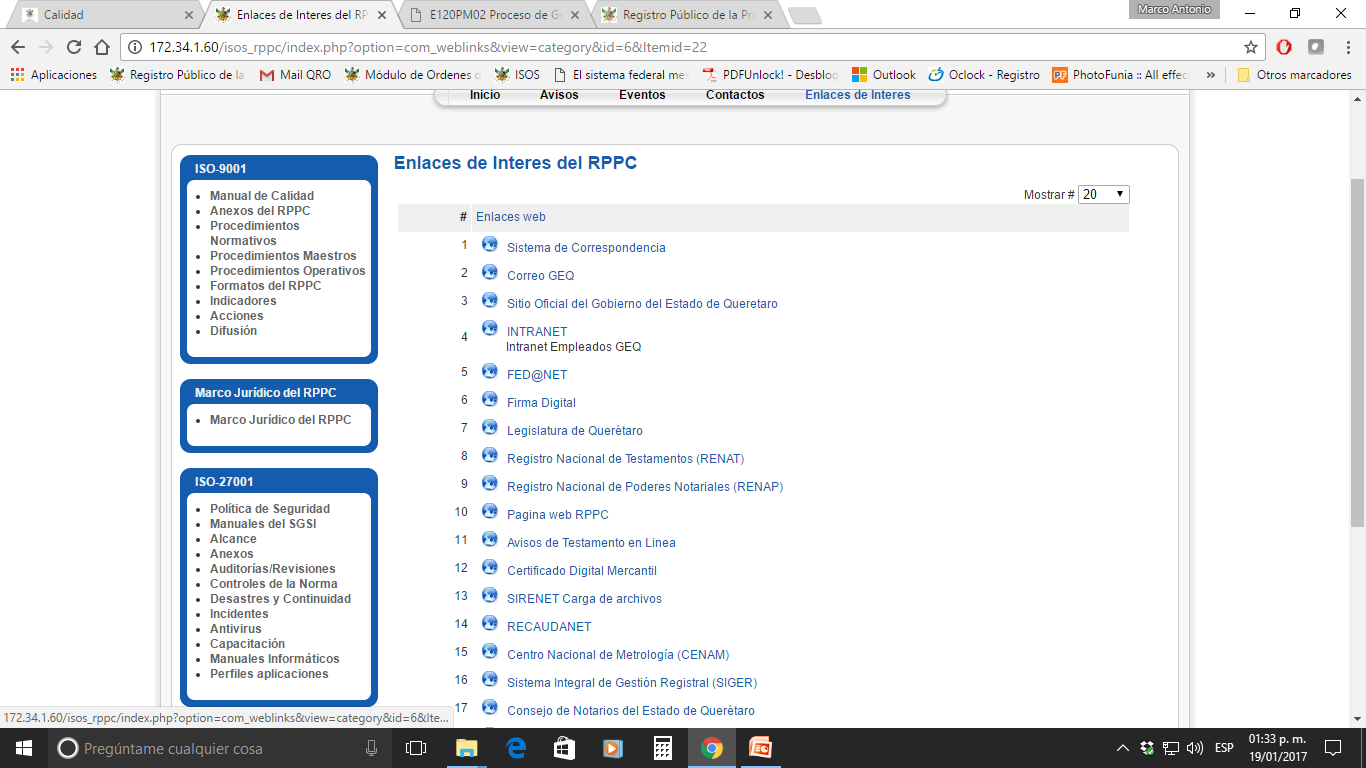 Calidad
Enlaces de Interes del RP
E120PM02 Proceso de Ge
Registro Público de la Pro
Marco Antonio
172.34.1.60/isos_rppc/index.php?option=com_weblinks&view=category&id=6&Itemid=22
Aplicaciones
Registro Público de la
Mail QRO
Módulo de Ordenes d
ISOS
El sistema federal mex
PDFUnlock! - Desbloq
Outlook
Oclock - Registro
PhotoFunia :: All effec
»
Otros marcadores
Inicio
Avisos
Eventos
Contactos
Enlaces de Interes
ISO-9001
Manual de Calidad
Anexos del RPPC
Procedimientos
Normativos
Procedimientos Maestros
Procedimientos Operativos
Formatos del RPPC
Indicadores
Acciones
Difusión
Marco Jurídico del RPPC
Marco Jurídico del RPPC
ISO-27001
Política de Seguridad
Manuales del SGSI
Alcance
Anexos
Auditorías/Revisiones
Controles de la Norma
Desastres y Continuidad
Incidentes
Antivirus
Capacitación
Manuales Informáticos
Perfiles aplicaciones
Enlaces de Interes del RPPC
Mostrar # 20
# Enlaces web
1 Sistema de Correspondencia
2 Correo GEQ
3 Sitio Oficial del Gobierno del Estado de Queretaro
4 INTRANET
Intranet Empleados GEQ
5 FED@NET
6 Firma Digital
7 Legislatura de Querétaro
8 Registro Nacional de Testamentos (RENAT)
9 Registro Nacional de Poderes Notariales (RENAP)
10 Pagina web RPPC
11 Avisos de Testamento en Linea
12 Certificado Digital Mercantil
13 SIRENET Carga de archivos
14 RECAUDANET
15 Centro Nacional de Metrología (CENAM)
16 Sistema Integral de Gestión Registral (SIGER)
17 Consejo de Notarios del Estado de Querétaro
172.34.1.60/isos_rppc/index.php?option=com_weblinks&view=category&id=6&Ite...
Pregúntame cualquier cosa
ESP
01:33 p. m.
19/01/2017